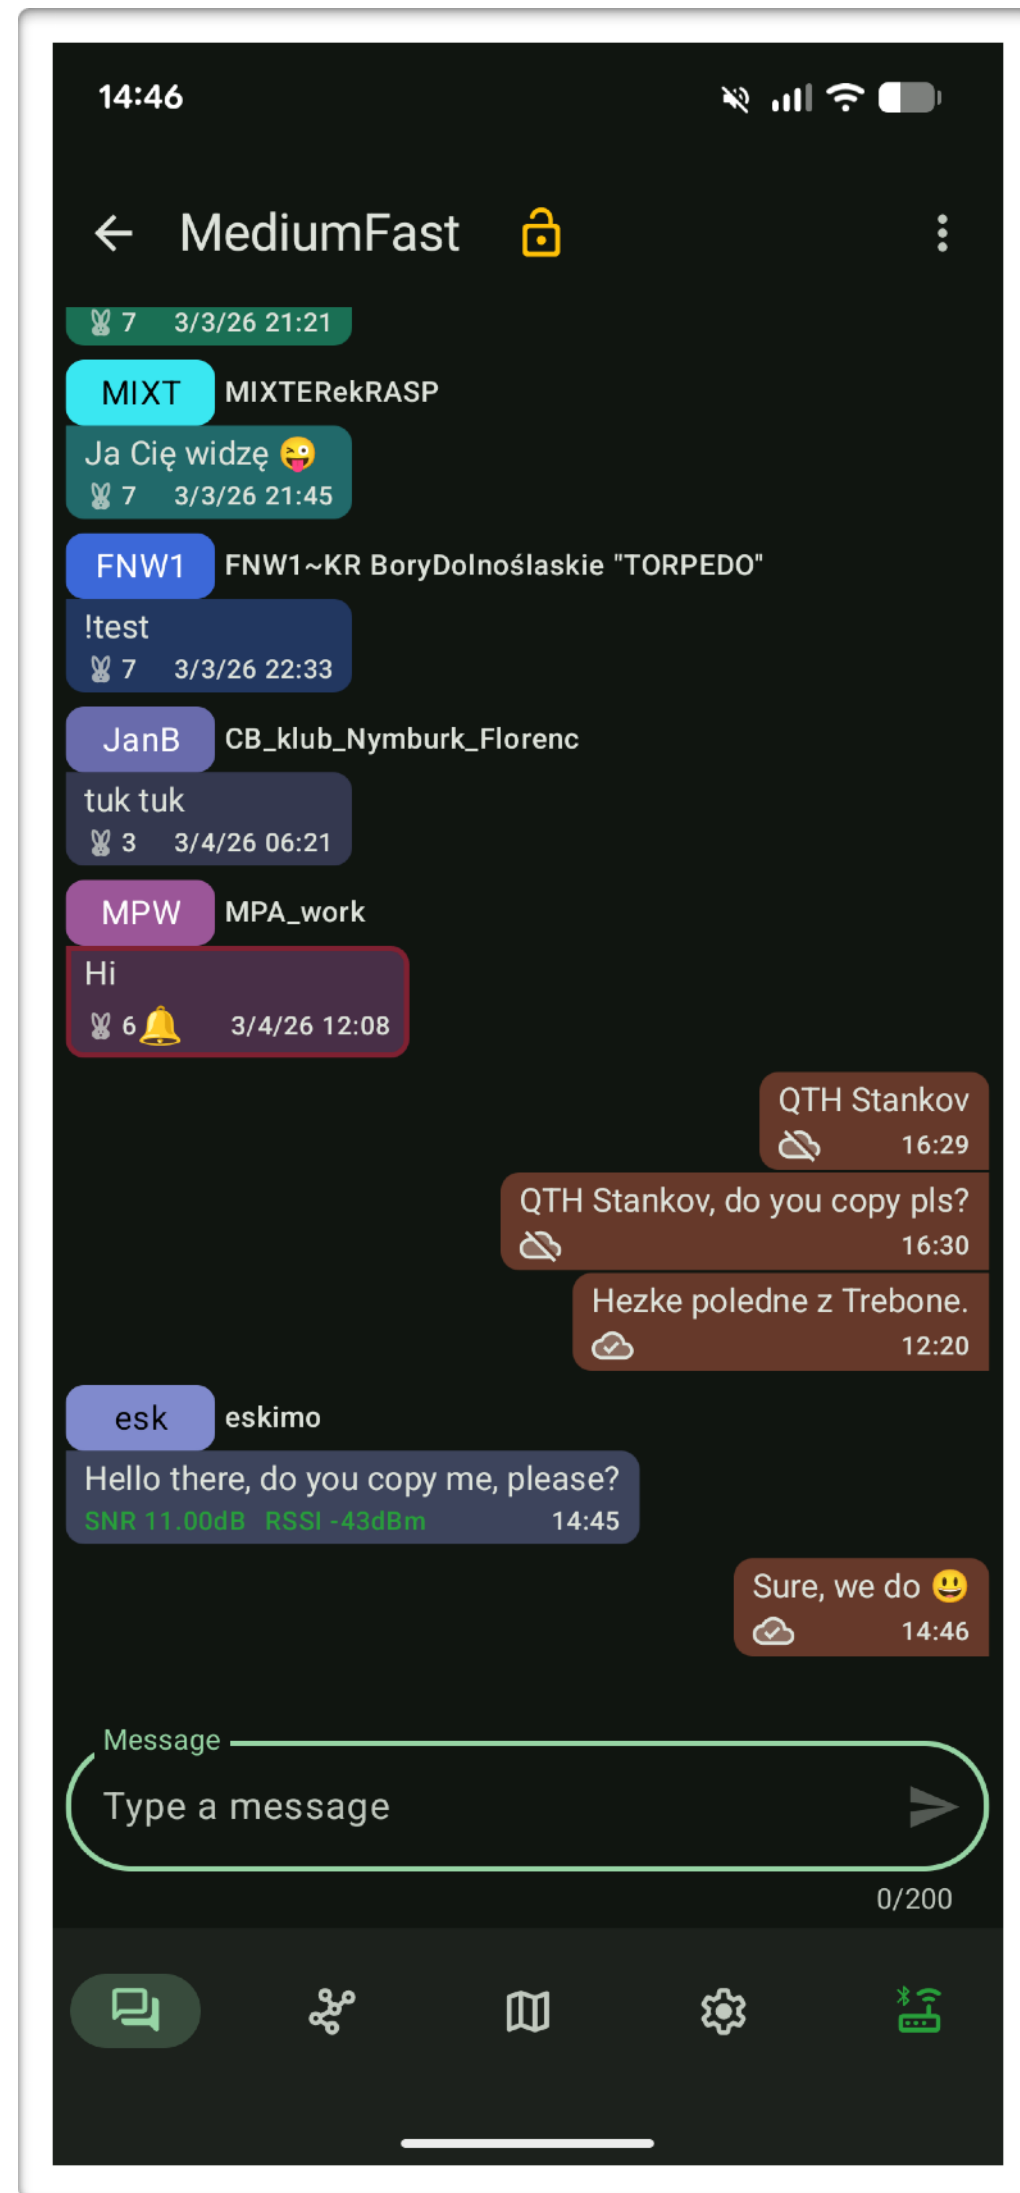 14:46
MediumFast
7 3/3/26 21:21
MIXT MIXTERekRASP
Ja Cię widzę 😜
7 3/3/26 21:45
FNW1 FNW1~KR BoryDolnoślaskie "TORPEDO"
!test
7 3/3/26 22:33
JanB CB_klub_Nymburk_Florenc
tuk tuk
3 3/4/26 06:21
MPW MPA_work
Hi
6 🔔 3/4/26 12:08
QTH Stankov
16:29
QTH Stankov, do you copy pls?
16:30
Hezke poledne z Trebone.
12:20
esk eskimo
Hello there, do you copy me, please?
SNR 11.00dB RSSI -43dBm 14:45
Sure, we do 😃
14:46
Message
Type a message
0/200